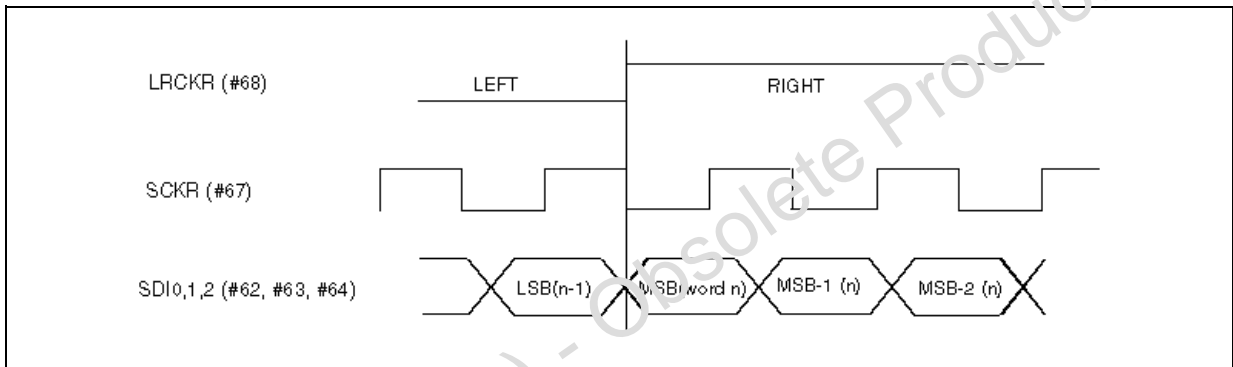 LRCKR (#68)
LEFT
RIGHT
SCKR (#67)
SDI0,1,2 (#62, #63, #64)
LSB(n-1)
MSB(word n)
MSB-1 (n)
MSB-2 (n)
) - Obsolete Produc